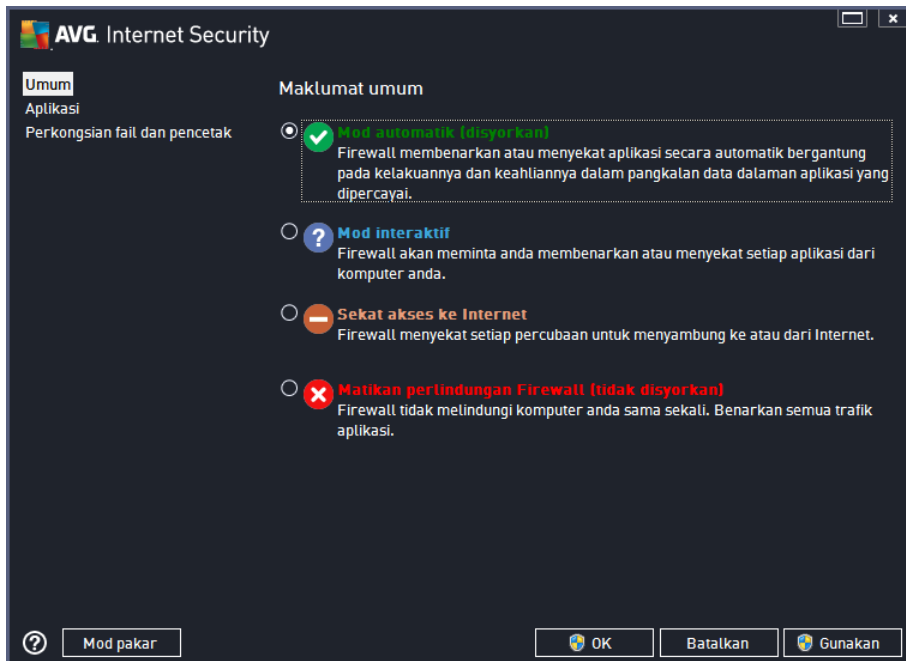 AVG. Internet Security
Umum
Aplikasi
Perkongsian fail dan pencetak
Maklumat umum
Mod automatik (disyorkan)
Firewall membenarkan atau menyekat aplikasi secara automatik bergantung
pada kelakuannya dan keahliannya dalam pangkalan data dalaman aplikasi yang
dipercayai.
Mod interaktif
Firewall akan meminta anda membenarkan atau menyekat setiap aplikasi dari
komputer anda.
Sekat akses ke Internet
Firewall menyekat setiap percubaan untuk menyambung ke atau dari Internet.
Matikan perlindungan Firewall (tidak disyorkan)
Firewall tidak melindungi komputer anda sama sekali. Benarkan semua trafik
aplikasi.
Mod pakar
OK
Batalkan
Gunakan